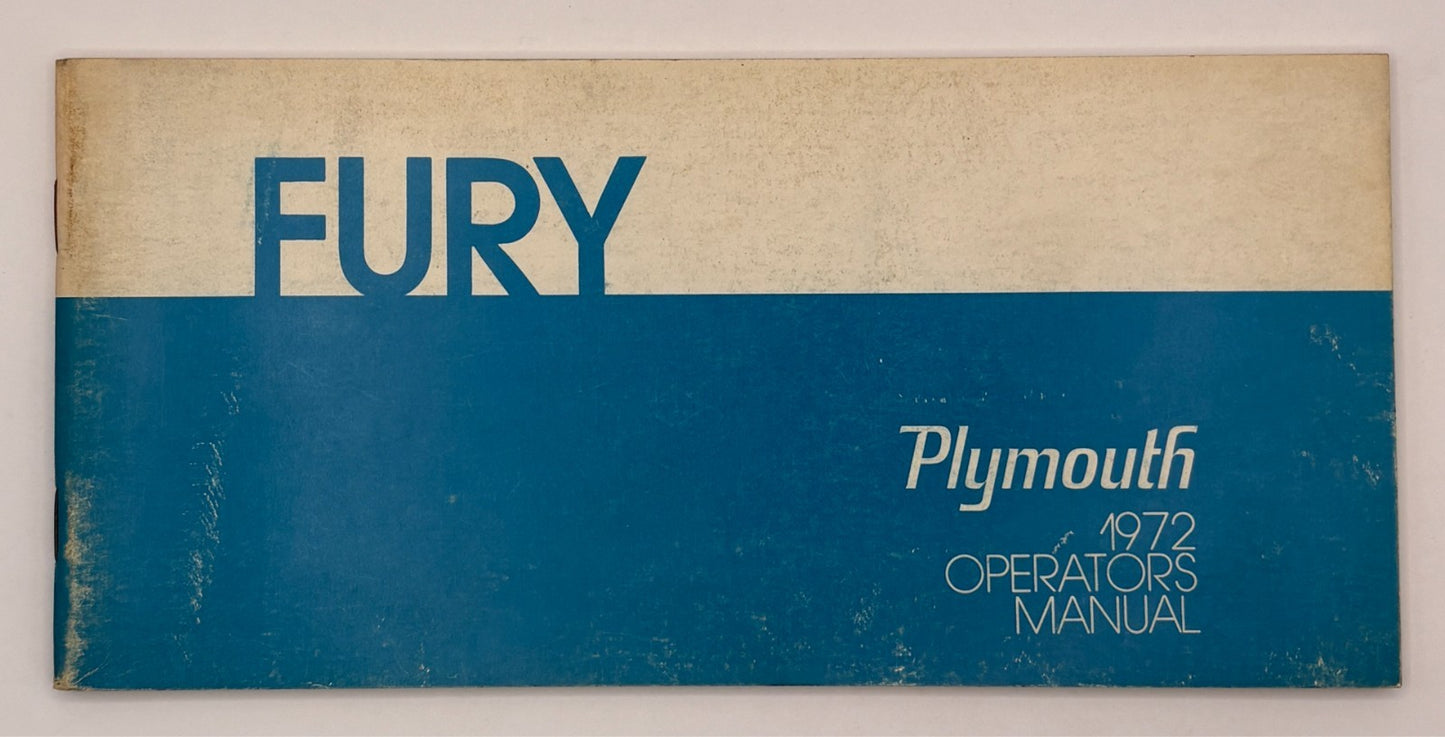 FURY
Plymouth
1972
OPERATORS
MANUAL